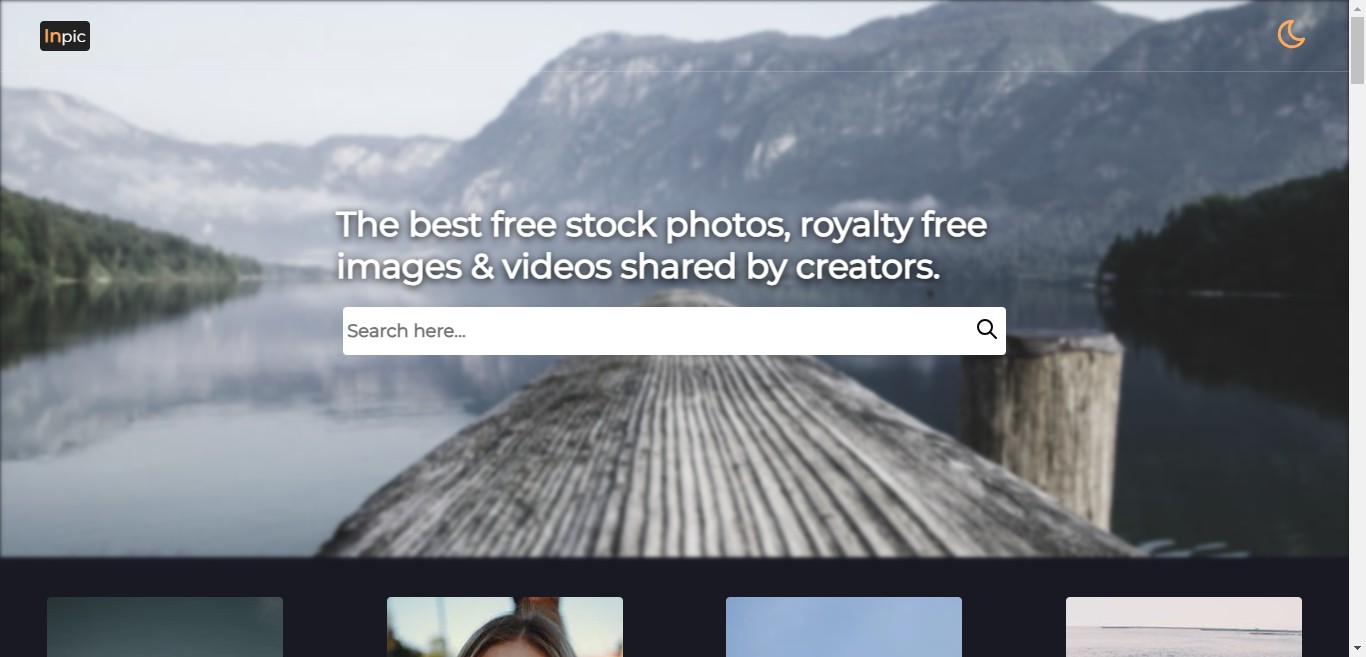 Inpic
The best free stock photos, royalty free
images & videos shared by creators.
Search here...